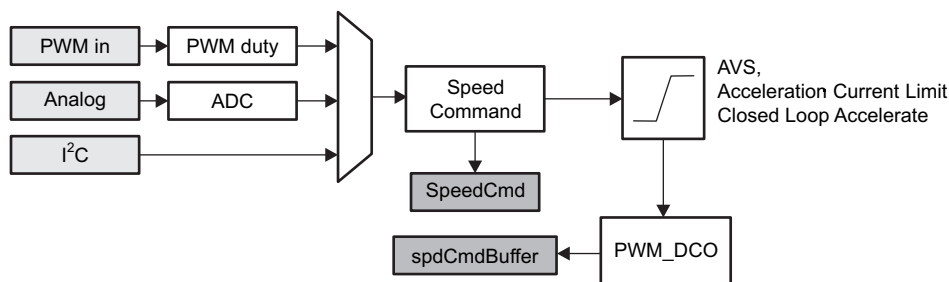 PWM in
PWM duty
Analog
ADC
I²C
Speed
Command
SpeedCmd
AVS,
Acceleration Current Limit
Closed Loop Accelerate
PWM_DCO
spdCmdBuffer